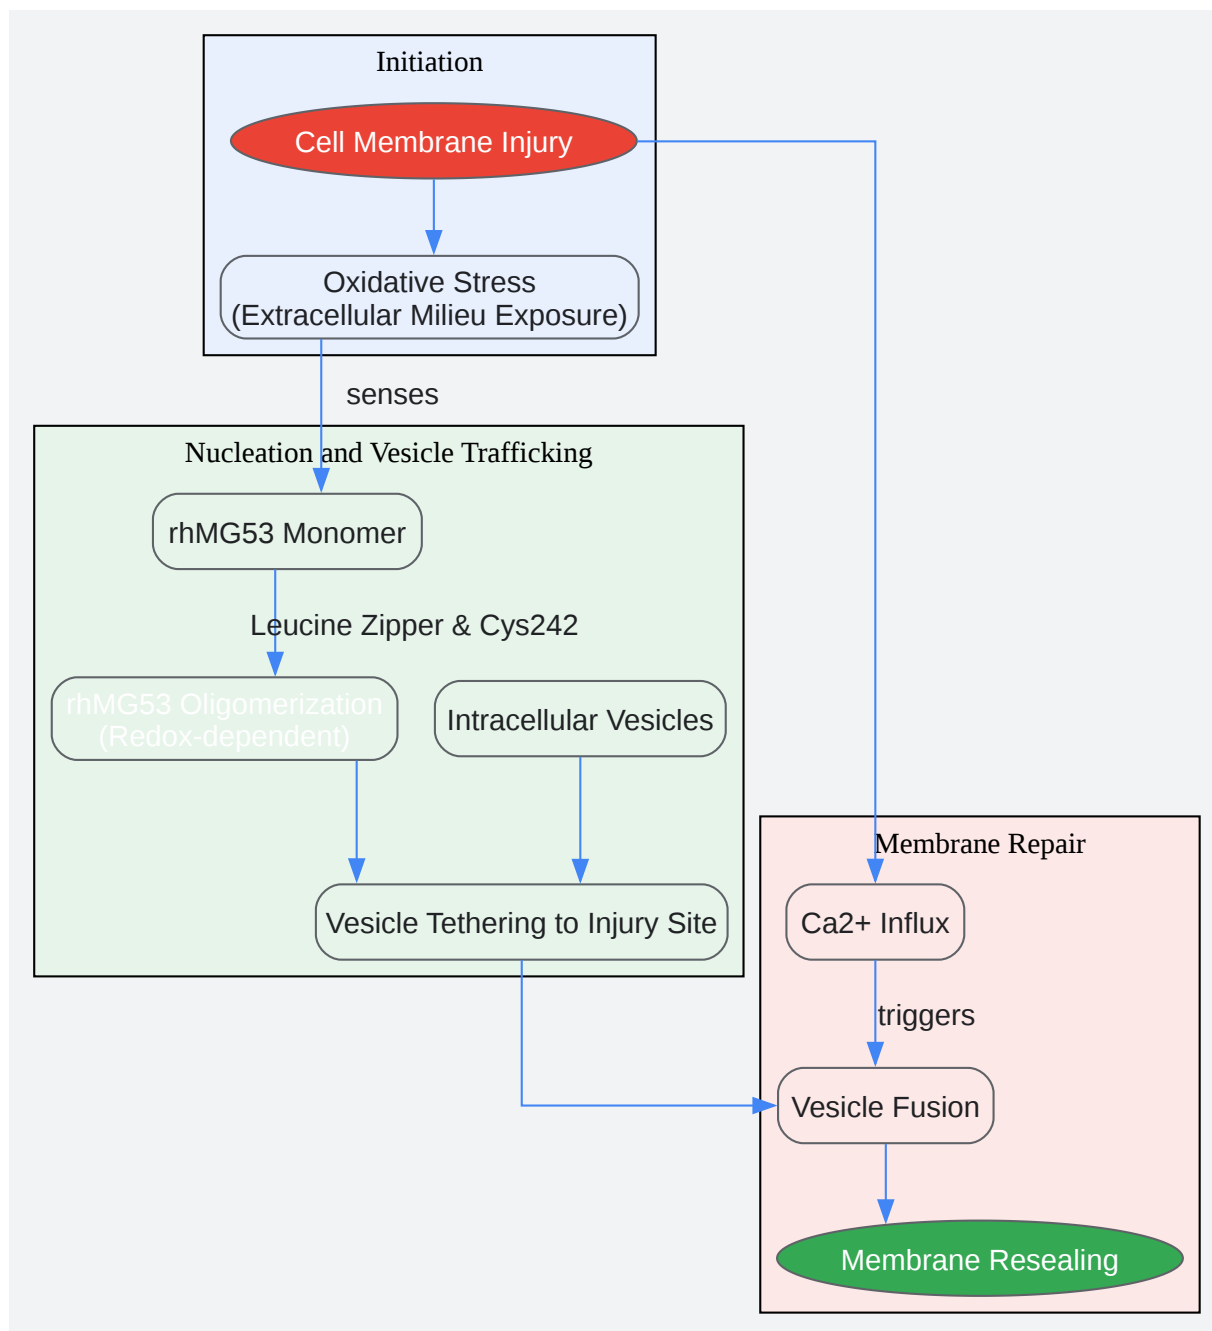 Initiation
Cell Membrane Injury
Oxidative Stress
(Extracellular Milieu Exposure)
senses
Nucleation and Vesicle Trafficking
rhMG53 Monomer
Leucine Zipper & Cys242
rhMG53 Oligomerization
(Redox-dependent)
Intracellular Vesicles
Vesicle Tethering to Injury Site
Membrane Repair
Ca2+ Influx
triggers
Vesicle Fusion
Membrane Resealing